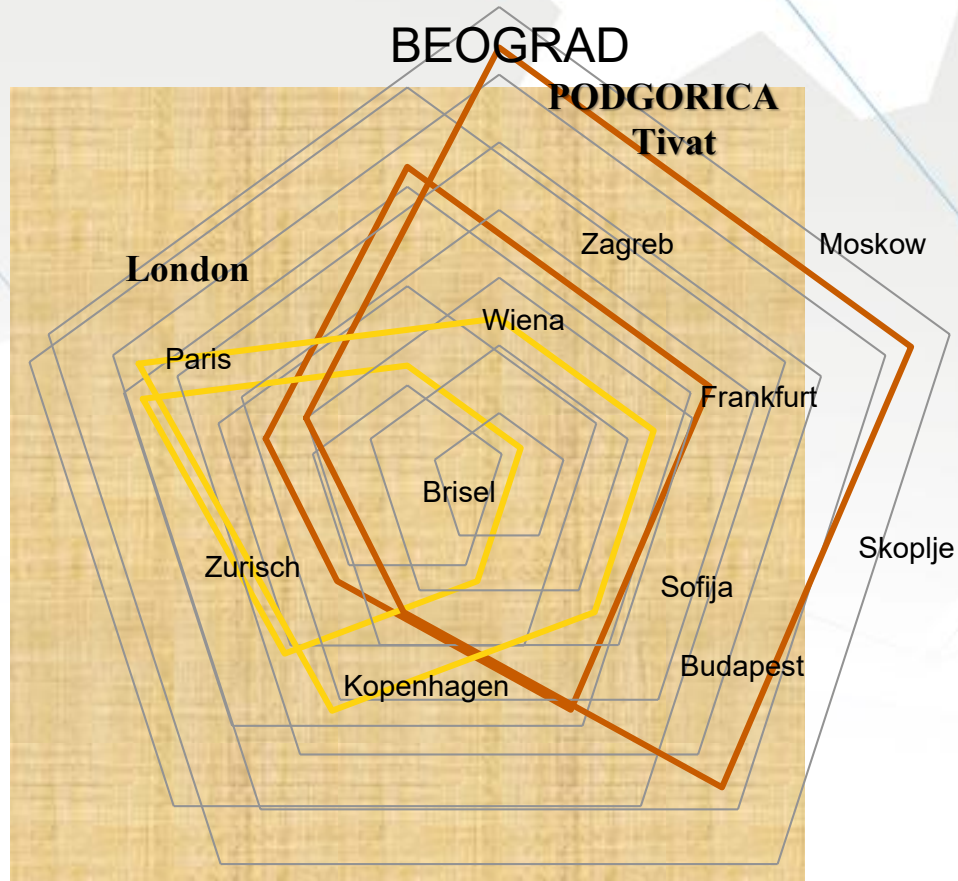 BEOGRAD
PODGORICA
Tivat
Zagreb
Moskow
London
Wiena
Paris
Frankfurt
Brisel
Skoplje
Zurisch
Sofija
Budapest
Kopenhagen